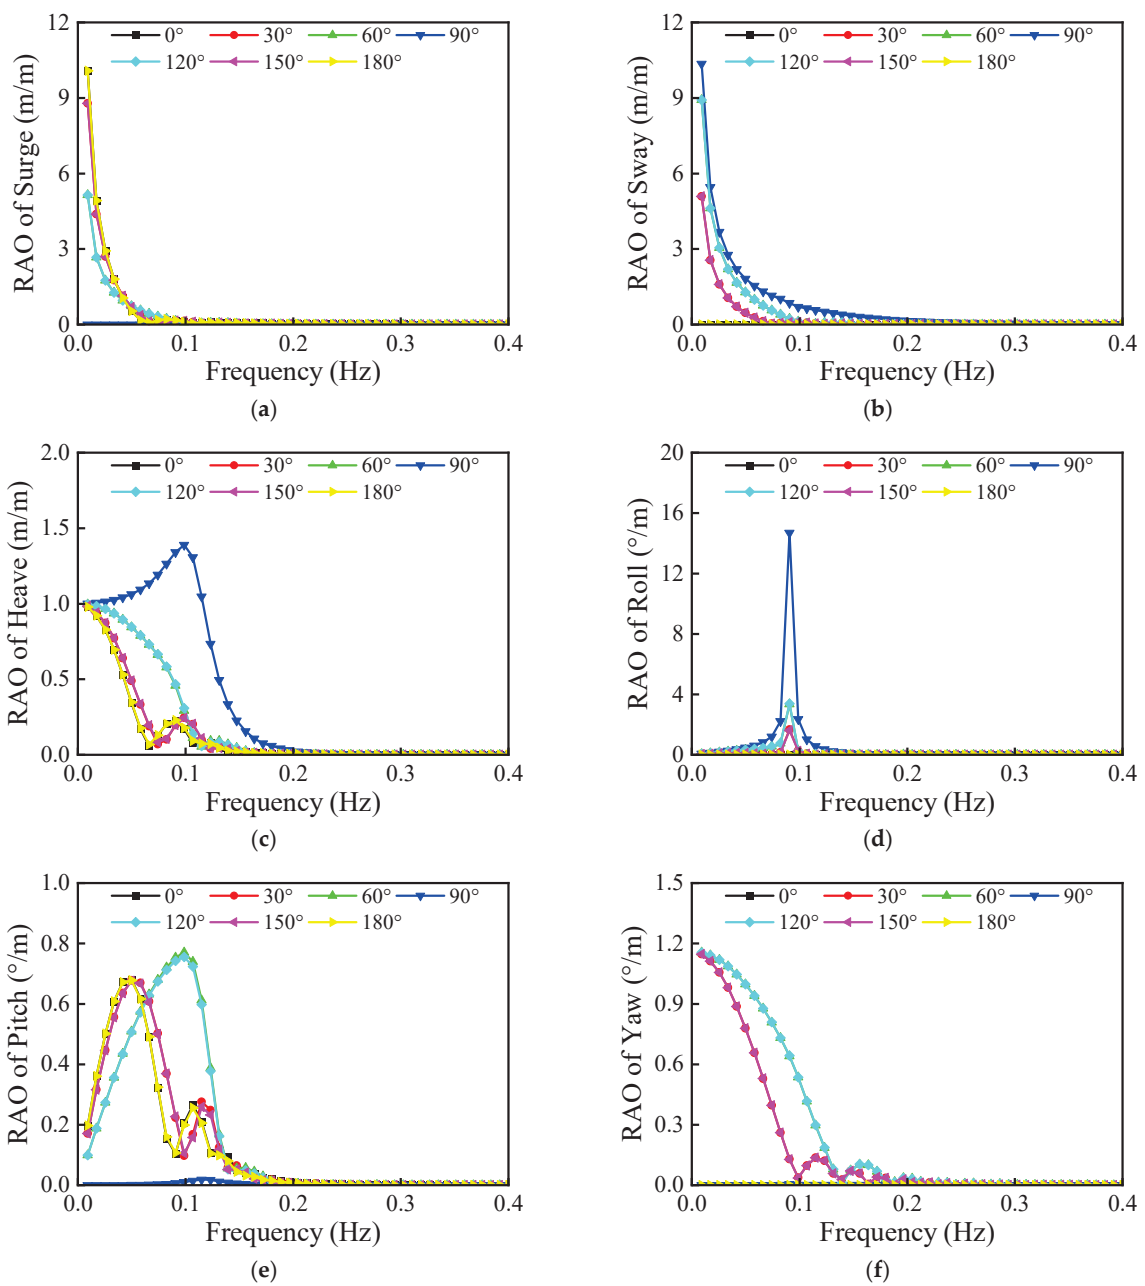 12
9
6
3
0
RAO of Surge (m/m)
0° 30° 60° 90°
120° 150° 180°
0.0 0.1 0.2 0.3 0.4
Frequency (Hz)
(a)
12
9
6
3
0
RAO of Sway (m/m)
0° 30° 60° 90°
120° 150° 180°
0.0 0.1 0.2 0.3 0.4
Frequency (Hz)
(b)
2.0
1.5
1.0
0.5
0.0
RAO of Heave (m/m)
0° 30° 60° 90°
120° 150° 180°
0.0 0.1 0.2 0.3 0.4
Frequency (Hz)
(c)
20
16
12
8
4
0
RAO of Roll (°/m)
0° 30° 60° 90°
120° 150° 180°
0.0 0.1 0.2 0.3 0.4
Frequency (Hz)
(d)
1.0
0.8
0.6
0.4
0.2
0.0
RAO of Pitch (°/m)
0° 30° 60° 90°
120° 150° 180°
0.0 0.1 0.2 0.3 0.4
Frequency (Hz)
(e)
1.5
1.2
0.9
0.6
0.3
0.0
RAO of Yaw (°/m)
0° 30° 60° 90°
120° 150° 180°
0.0 0.1 0.2 0.3 0.4
Frequency (Hz)
(f)